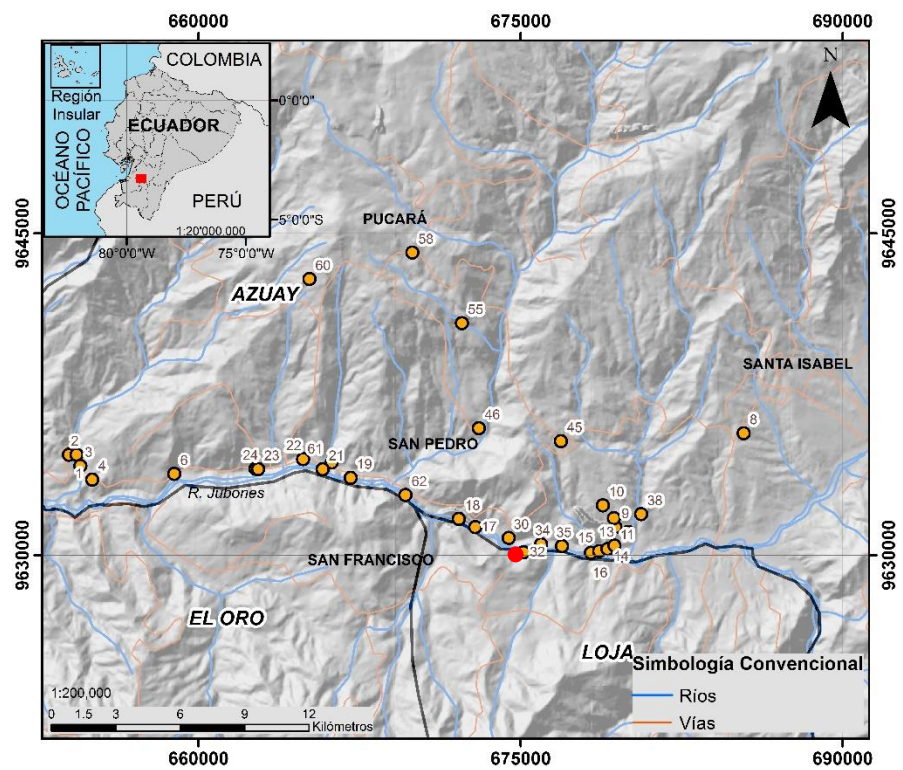 660000
675000
690000
COLOMBIA
Región
Insular
0°0'0"
ECUADOR
OCÉANO
PACÍFICO
PERÚ
5°0'0"S
1:20'000.000
80°0'0"W
75°0'0"W
N
PUCARÁ
9645000
9645000
58
60
AZUAY
55
SANTA ISABEL
8
46
45
SAN PEDRO
2
3
1
4
6
24
23
22
61
21
19
R. Jubones
62
18
17
10
9
38
11
30
34
35
15
13
14
16
32
9630000
9630000
SAN FRANCISCO
EL ORO
LOJA
Simbología Convencional
Ríos
Vías
1:200,000
0 1.5 3 6 9 12
Kilómetros
660000
675000
690000